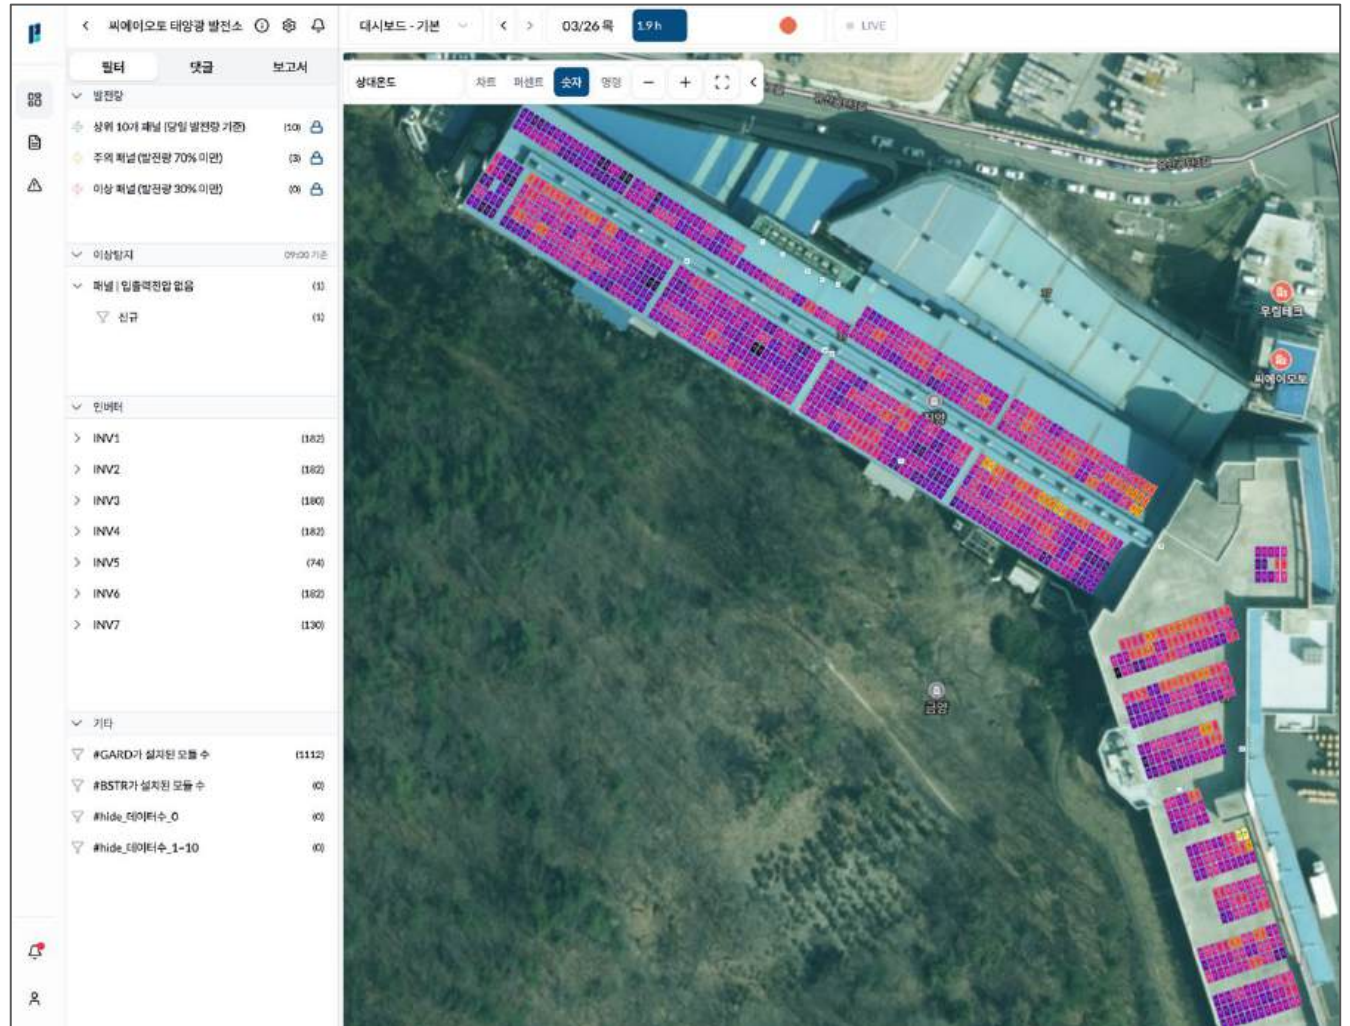 씨에이오토 태양광 발전소
대시보드 - 기본
03/26 목
1.9 h
LIVE
필터 댓글 보고서
상대온도 차트 퍼센트 숫자 명령
발전량
상위 10개 패널 (당일 발전량 기준) (10)
주의 패널 (발전량 70% 미만) (3)
이상 패널 (발전량 30% 미만) (0)
이상탐지 09:00 기준
패널 | 입출력전압 없음 (1)
신규 (1)
인버터
INV1 (182)
INV2 (182)
INV3 (180)
INV4 (182)
INV5 (74)
INV6 (182)
INV7 (130)
기타
#GARD가 설치된 모듈 수 (1112)
#BSTR가 설치된 모듈 수 (0)
#hide_데이터수_0 (0)
#hide_데이터수_1~10 (0)
우림테크
씨에이오토
금양